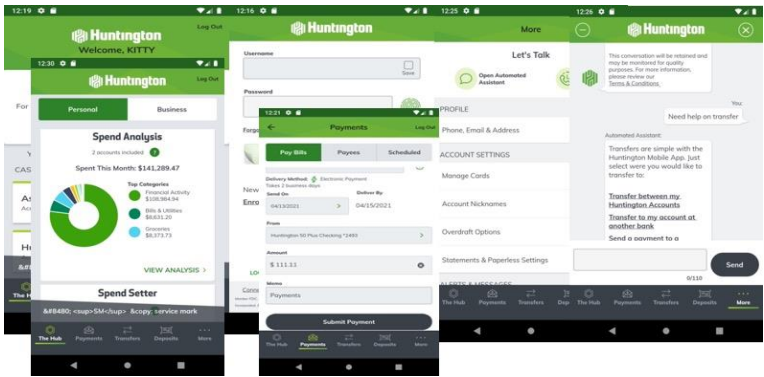 12:19
Log Out
Huntington
Welcome, KITTY
For
CAS
12:30
Huntington
Log Out
Personal
Business
Spend Analysis
2 accounts included ?
Spent This Month: $141,289.47
Top Categories
Financial Activity
$108,984.94
Bills & Utilities
$8,631.20
Groceries
$8,373.73
VIEW ANALYSIS >
Spend Setter
&#8480; <sup>SM</sup> &copy; service mark
The Hub
Payments
Transfers
Deposits
More
12:16
Huntington
Username
Save
Password
New
Enro
12:21
Payments
Log Out
Pay Bills
Payees
Scheduled
Delivery Method: Electronic Payment
Takes 2 business days
Send On
Deliver By
04/13/2021 >
04/15/2021
From
Huntington 50 Plus Checking *2493 >
Amount
$ 111.11
Memo
Payments
Submit Payment
The Hub
Payments
Transfers
Deposits
More
12:25
More
Let's Talk
Open Automated
Assistant
PROFILE
Phone, Email & Address
ACCOUNT SETTINGS
Manage Cards
Account Nicknames
Overdraft Options
Statements & Paperless Settings
ALERTS & MESSAGES
The Hub
Payments
Transfers
Dep
12:26
Huntington
This conversation will be retained and
may be monitored for quality
purposes. For more information,
please review our
Terms & Conditions.
You:
Need help on transfer
Automated Assistant:
Transfers are simple with the
Huntington Mobile App. Just
select were you would like to
transfer to:
Transfer between my
Huntington Accounts
Transfer to my account at
another bank
Send a payment to a
Send
0/110
The Hub
Payments
Transfers
Deposits
More